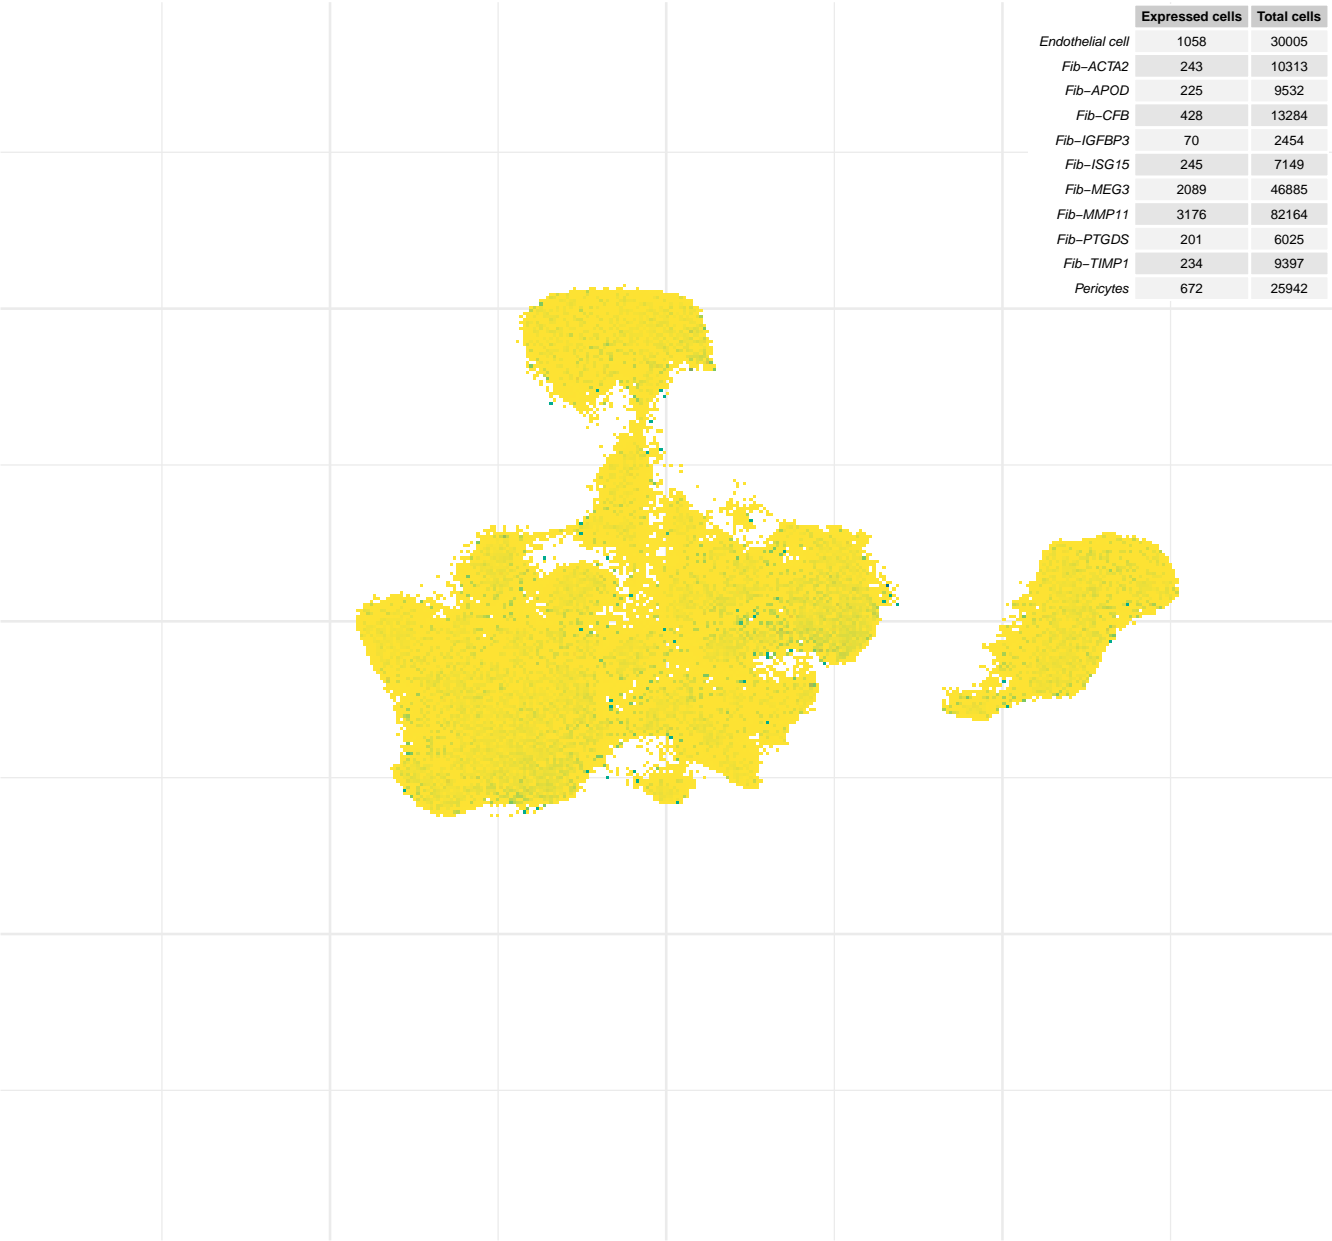 Expressed cells Total cells
Endothelial cell 1058 30005
Fib−ACTA2 243 10313
Fib−APOD 225 9532
Fib−CFB 428 13284
Fib−IGFBP3 70 2454
Fib−ISG15 245 7149
Fib−MEG3 2089 46885
Fib−MMP11 3176 82164
Fib−PTGDS 201 6025
Fib−TIMP1 234 9397
Pericytes 672 25942